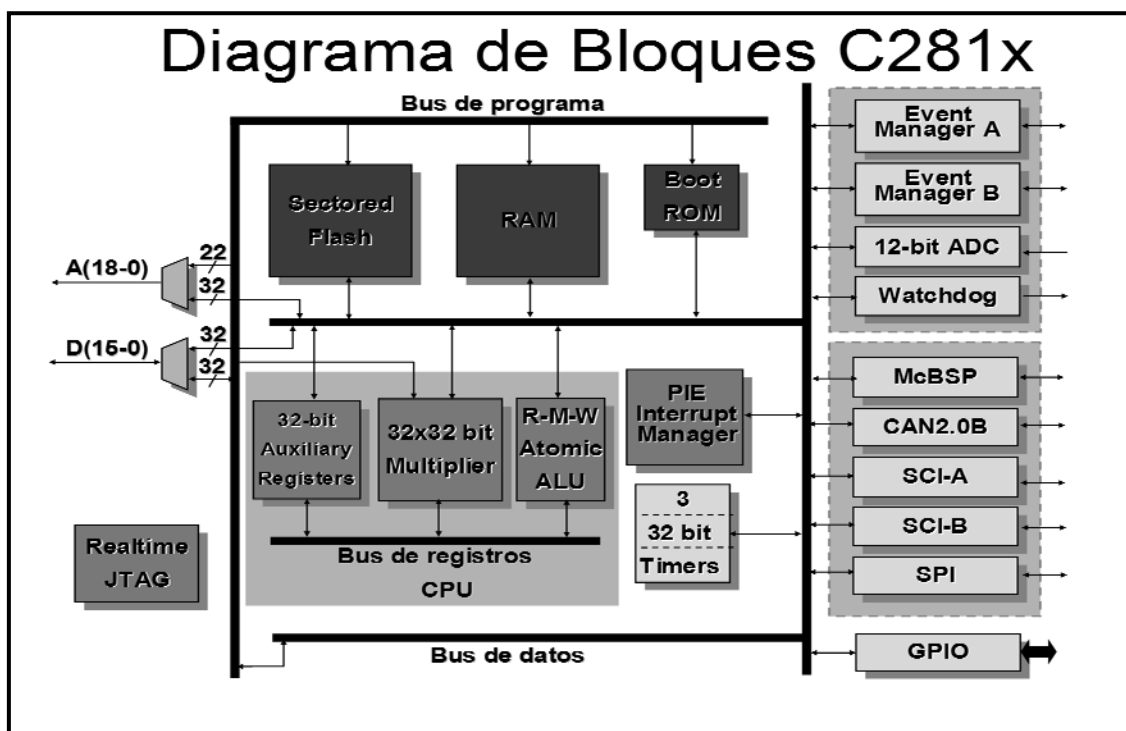 Diagrama de Bloques C281x
Bus de programa
Sectored
Flash
RAM
Boot
ROM
A(18-0)
22
32
D(15-0)
32
32
32-bit
Auxiliary
Registers
32x32 bit
Multiplier
R-M-W
Atomic
ALU
Bus de registros
CPU
PIE
Interrupt
Manager
3
32 bit
Timers
Realtime
JTAG
Bus de datos
Event
Manager A
Event
Manager B
12-bit ADC
Watchdog
McBSP
CAN2.0B
SCI-A
SCI-B
SPI
GPIO